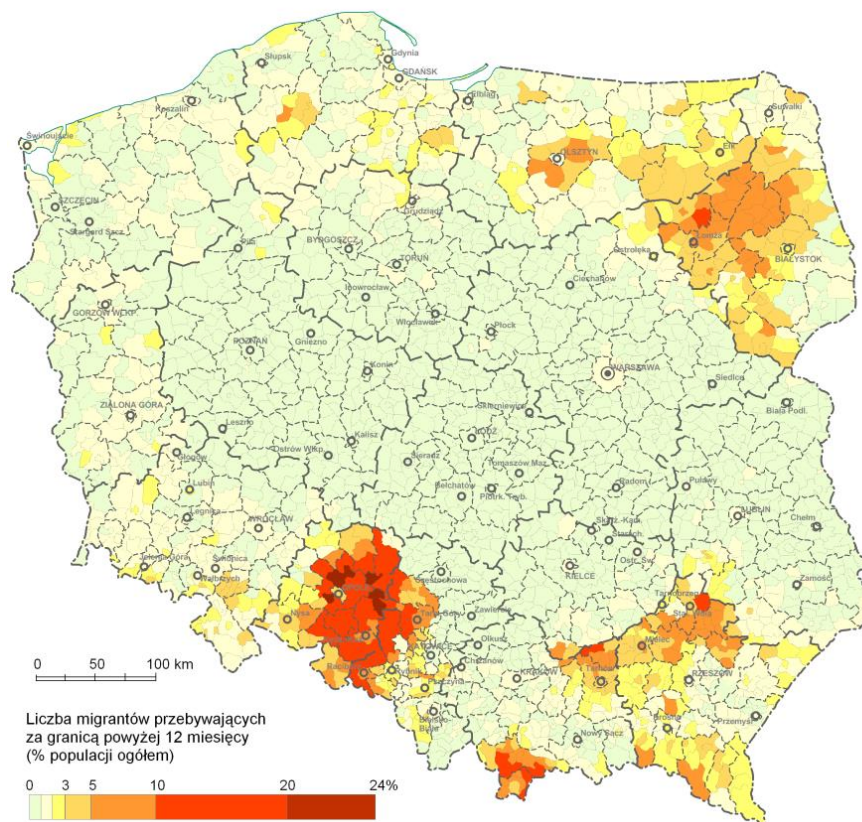 Słupsk
Gdynia
GDAŃSK
Koszalin
Elbląg
Suwałki
Świnoujście
Ełk
OLSZTYN
SZCZECIN
Stargard Szcz.
Grudziądz
Łomża
Ostrołęka
BIAŁYSTOK
Piła
BYDGOSZCZ
TORUŃ
Ciechanów
Inowrocław
GORZÓW WLKP.
Włocławek
Płock
POZNAŃ
Gniezno
Konin
WARSZAWA
Siedlce
Biała Podl.
ZIELONA GÓRA
Skierniewice
Leszno
Kalisz
ŁÓDŹ
Głogów
Ostrów Wlkp.
Sieradz
Tomaszów Maz.
Lubin
Bełchatów
Piotrk. Tryb.
Radom
Puławy
Legnica
WROCŁAW
LUBLIN
Chełm
Skarż.-Kam.
Starach.
Jelenia Góra
Świdnica
Wałbrzych
Częstochowa
KIELCE
Ostr. Św.
Zamość
Nysa
Tarn. Góry
Zawiercie
Tarnobrzeg
KATOWICE
Olkusz
Mielec
Racibórz
Rybnik
Chrzanów
KRAKÓW
Tarnów
RZESZÓW
Pszczyna
Bielsko-
Biała
Nowy Sącz
Krosno
Przemyśl
0 50 100 km
Liczba migrantów przebywających
za granicą powyżej 12 miesięcy
(% populacji ogółem)
0 3 5 10 20 24%